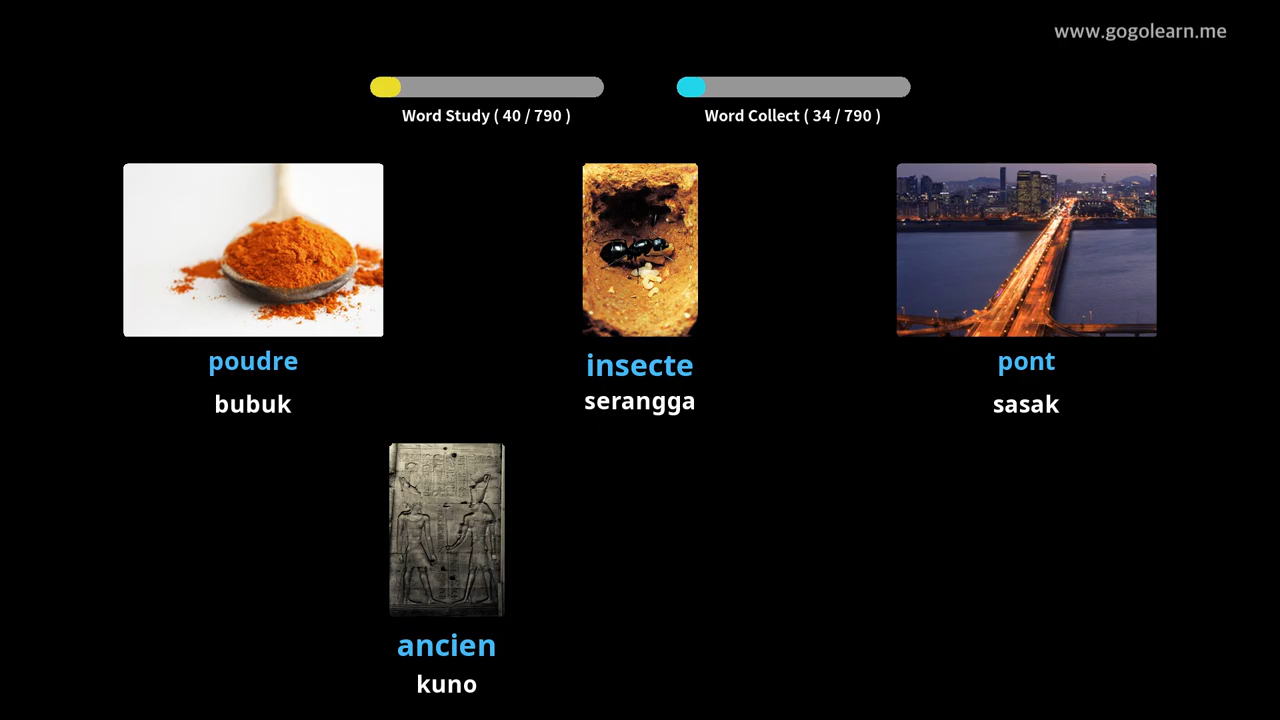 www.gogolearn.me
Word Study ( 40 / 790 )
Word Collect ( 34 / 790 )
poudre
bubuk
insecte
serangga
pont
sasak
ancien
kuno